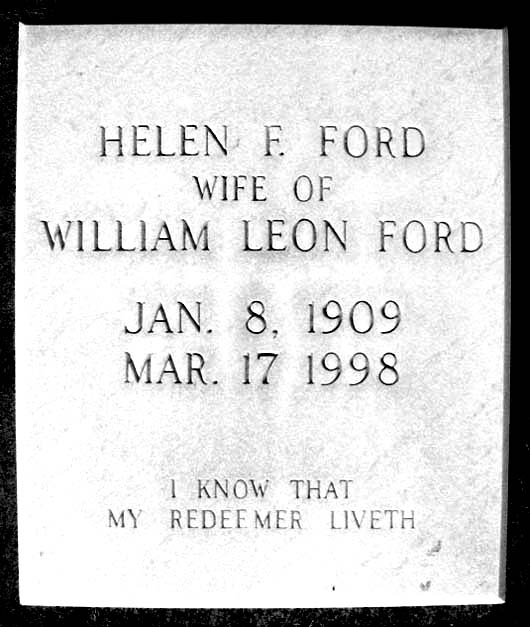 HELEN F. FORD
WIFE OF
WILLIAM LEON FORD
JAN. 8, 1909
MAR. 17 1998
I KNOW THAT
MY REDEEMER LIVETH